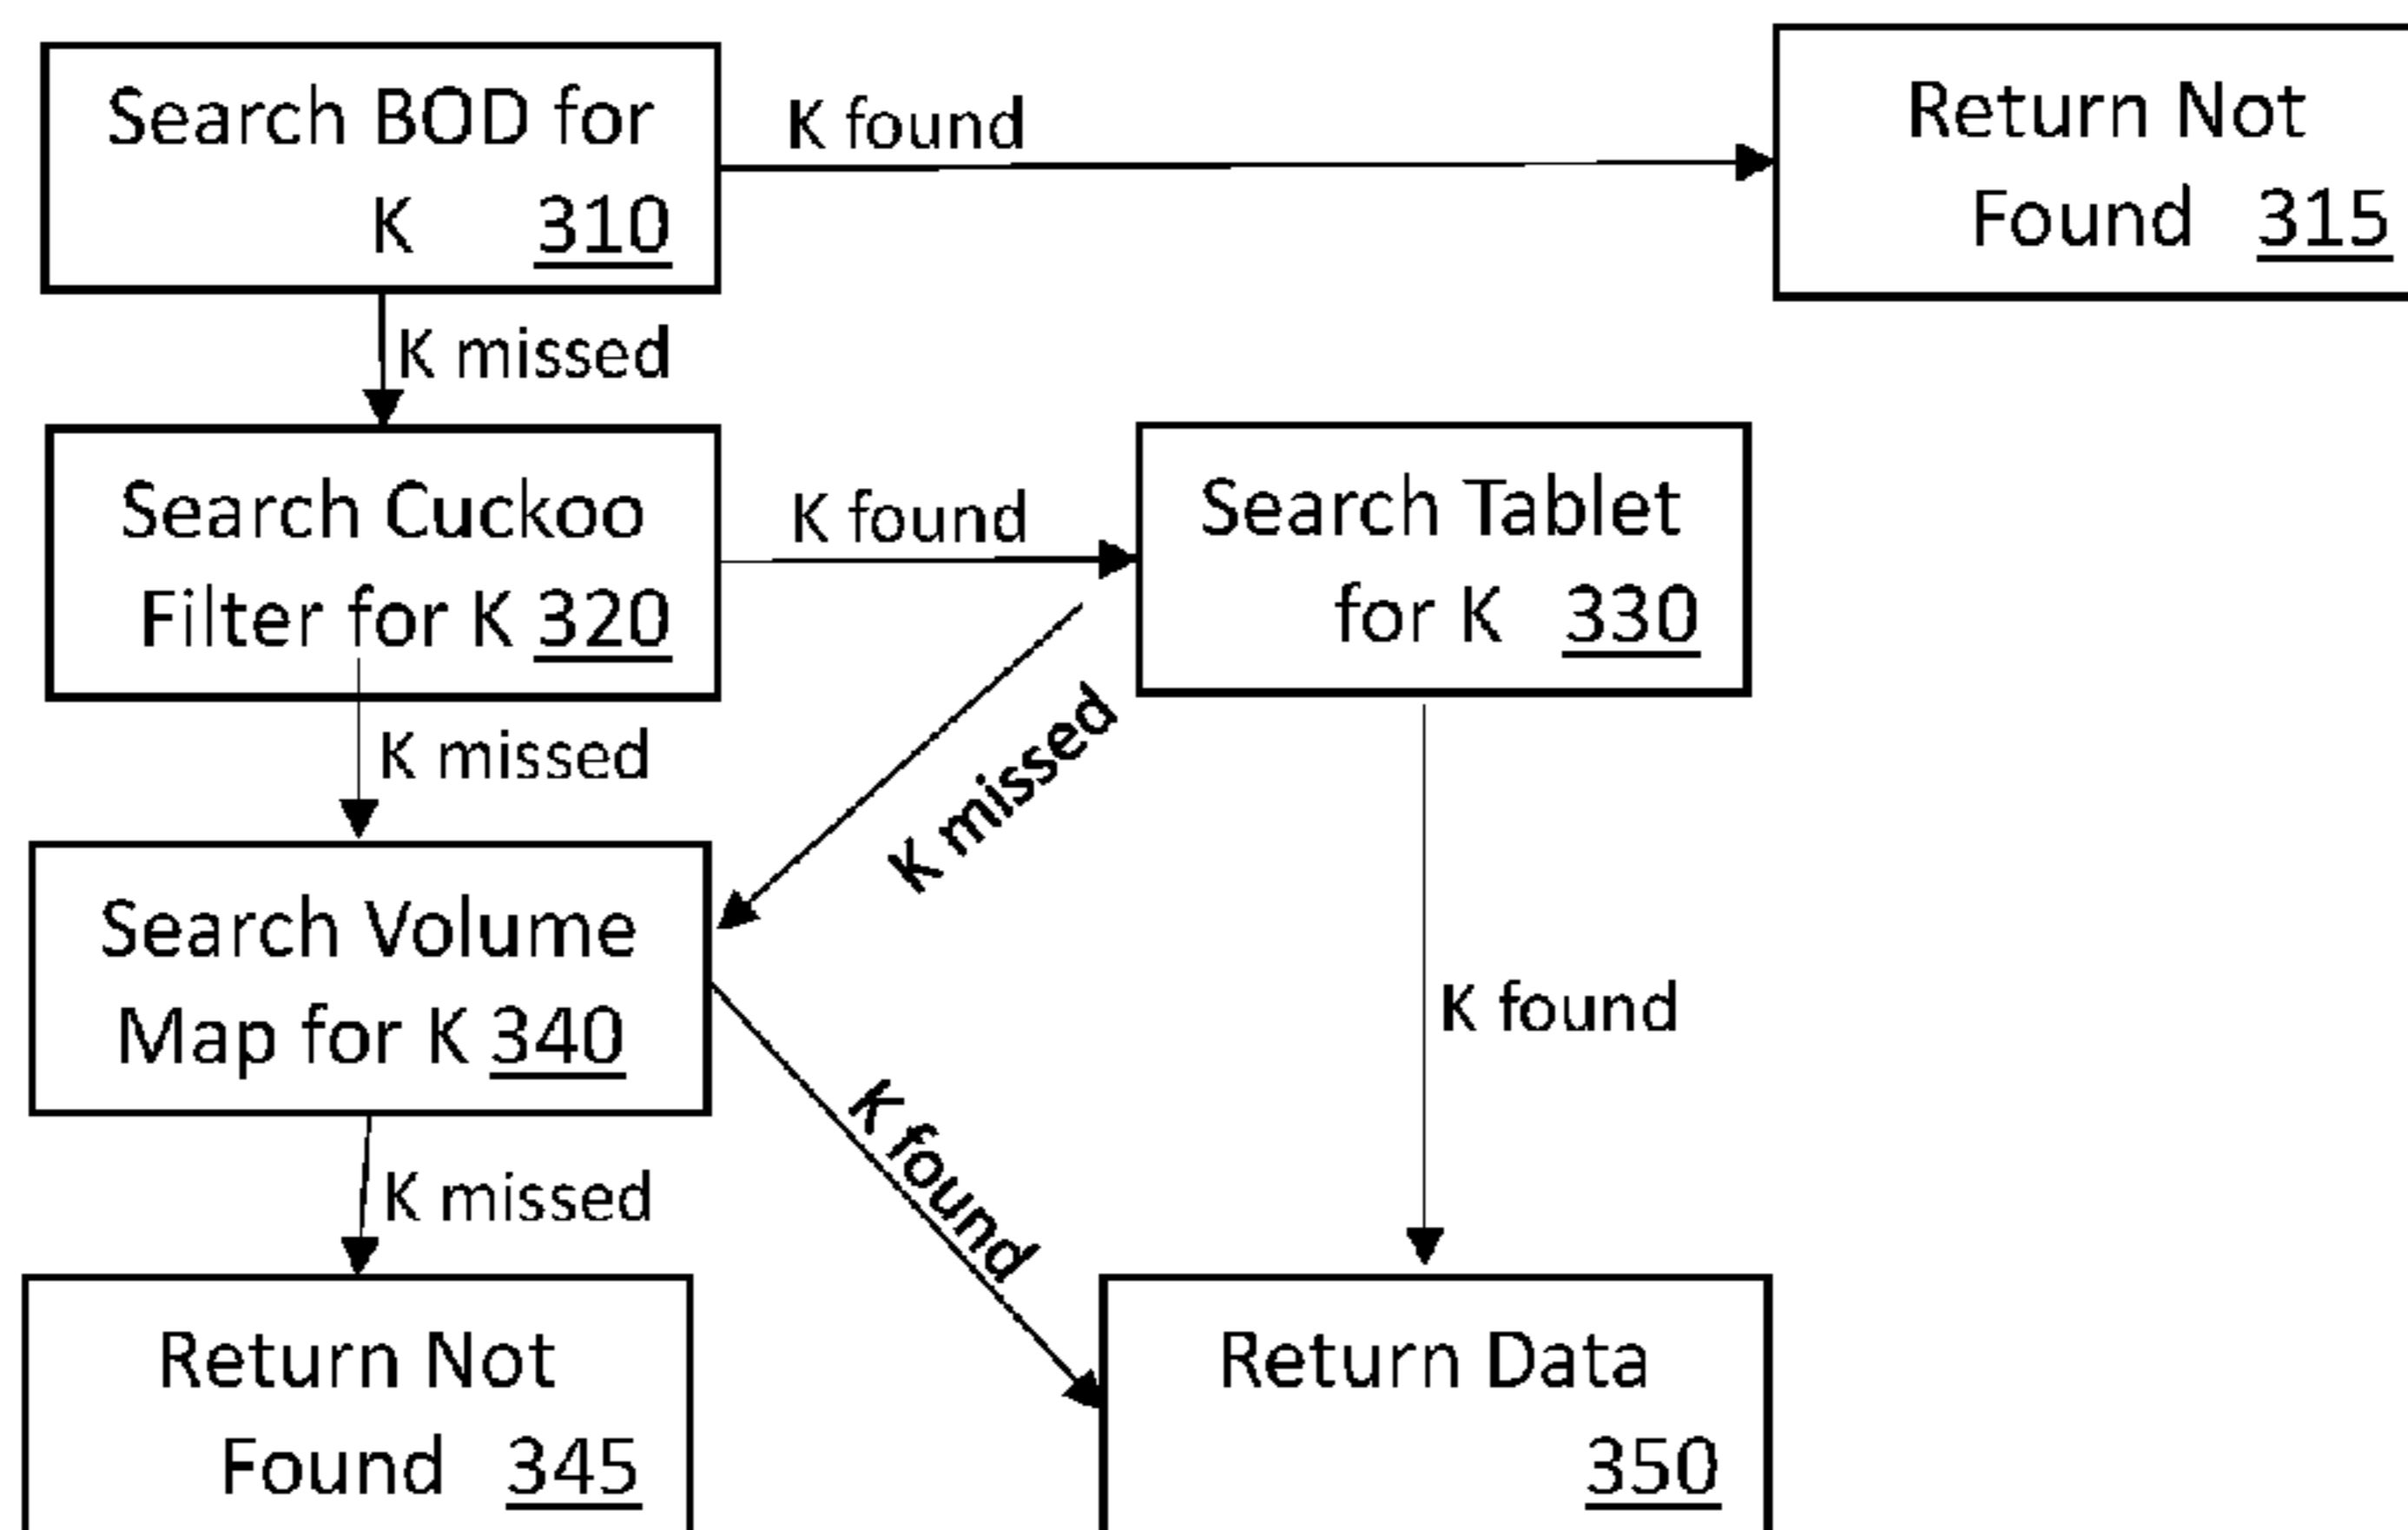 Search BOD for
K 310
K found
Return Not
Found 315
K missed
Search Cuckoo
Filter for K 320
K found
Search Tablet
for K 330
K missed
K missed
Search Volume
Map for K 340
K found
K found
K missed
Return Not
Found 345
Return Data
350